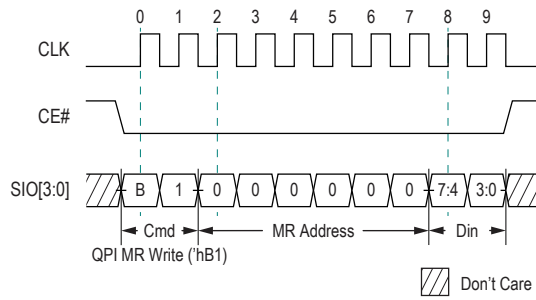 0 1 2 3 4 5 6 7 8 9
CLK
CE#
SIO[3:0] B 1 0 0 0 0 0 0 7:4 3:0
Cmd MR Address Din
QPI MR Write ('hB1)
Don't Care